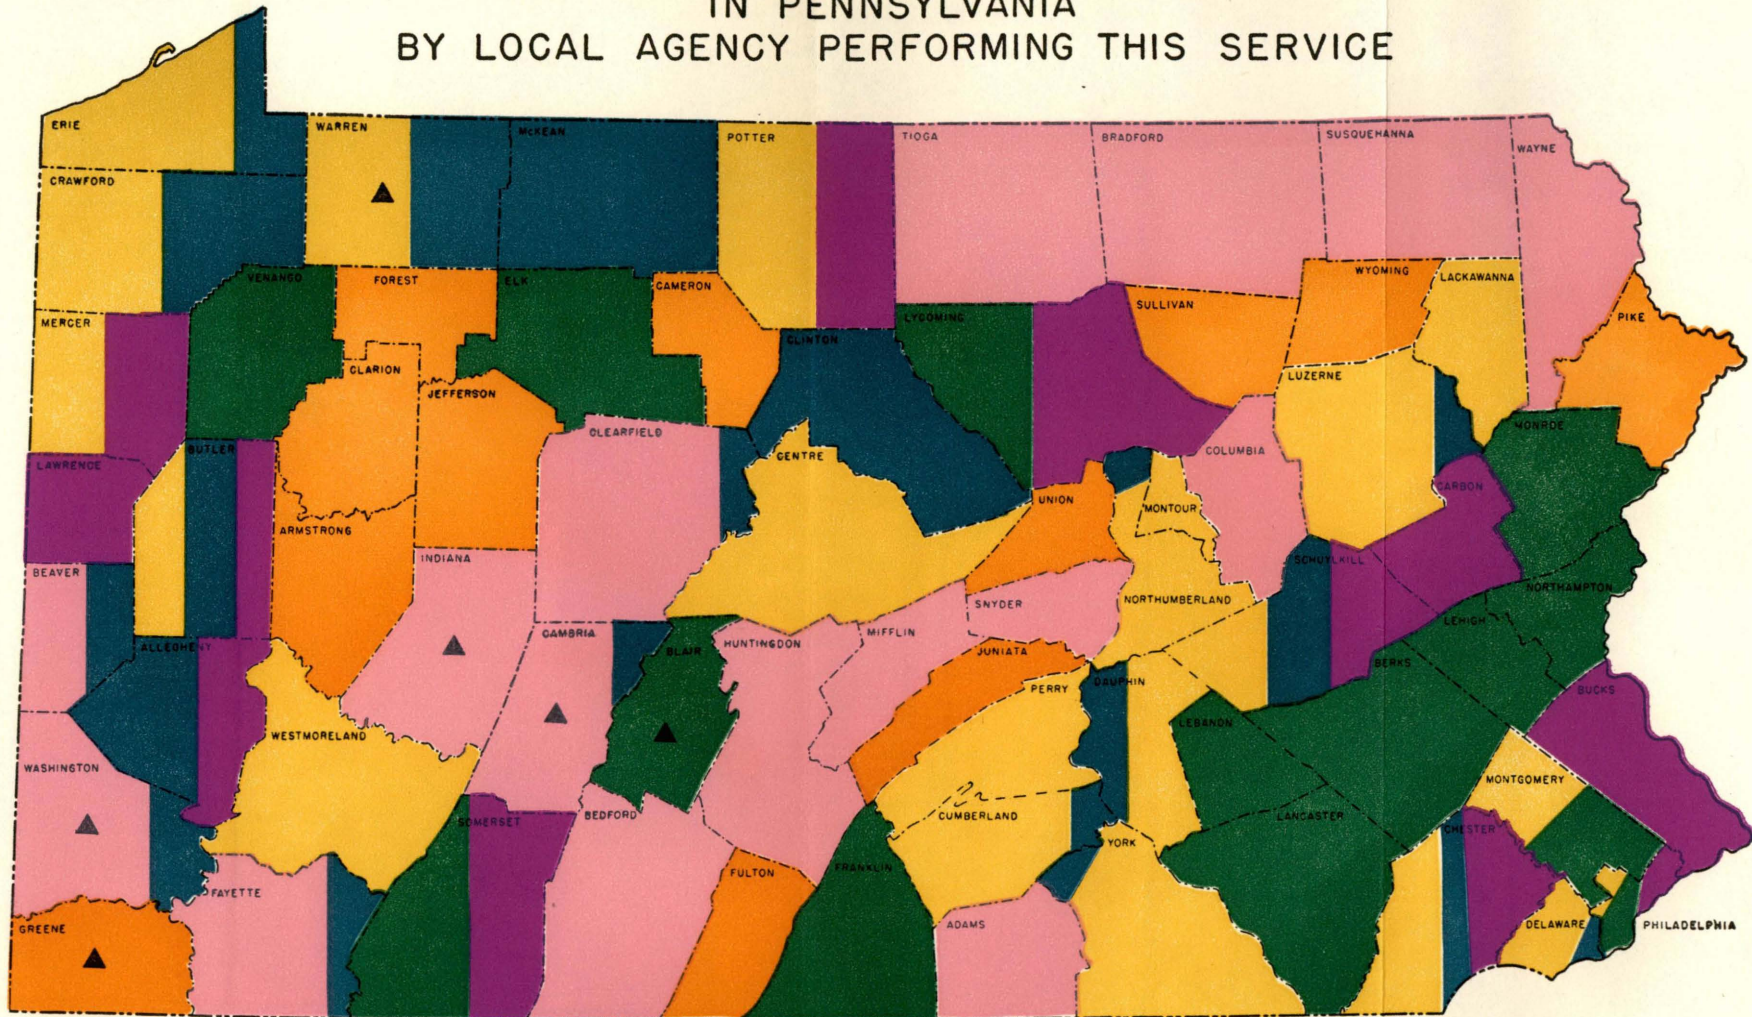 IN PENNSYLVANIA
BY LOCAL AGENCY PERFORMING THIS SERVICE
ERIE
WARREN
McKEAN
POTTER
TIOGA
BRADFORD
SUSQUEHANNA
WAYNE
CRAWFORD
VENANGO
FOREST
ELK
CAMERON
WYOMING
LACKAWANNA
SULLIVAN
PIKE
MERCER
LYCOMING
CLINTON
CLARION
LUZERNE
JEFFERSON
CLEARFIELD
MONROE
BUTLER
CENTRE
COLUMBIA
LAWRENCE
CARBON
UNION
MONTOUR
ARMSTRONG
INDIANA
SCHUYLKILL
BEAVER
NORTHAMPTON
SNYDER
NORTHUMBERLAND
LEHIGH
CAMBRIA
MIFFLIN
HUNTINGDON
ALLEGHENY
BLAIR
JUNIATA
BERKS
PERRY
DAUPHIN
BUCKS
LEBANON
WESTMORELAND
WASHINGTON
MONTGOMERY
BEDFORD
CUMBERLAND
LANCASTER
SOMERSET
CHESTER
YORK
FRANKLIN
FULTON
FAYETTE
ADAMS
DELAWARE
PHILADELPHIA
GREENE